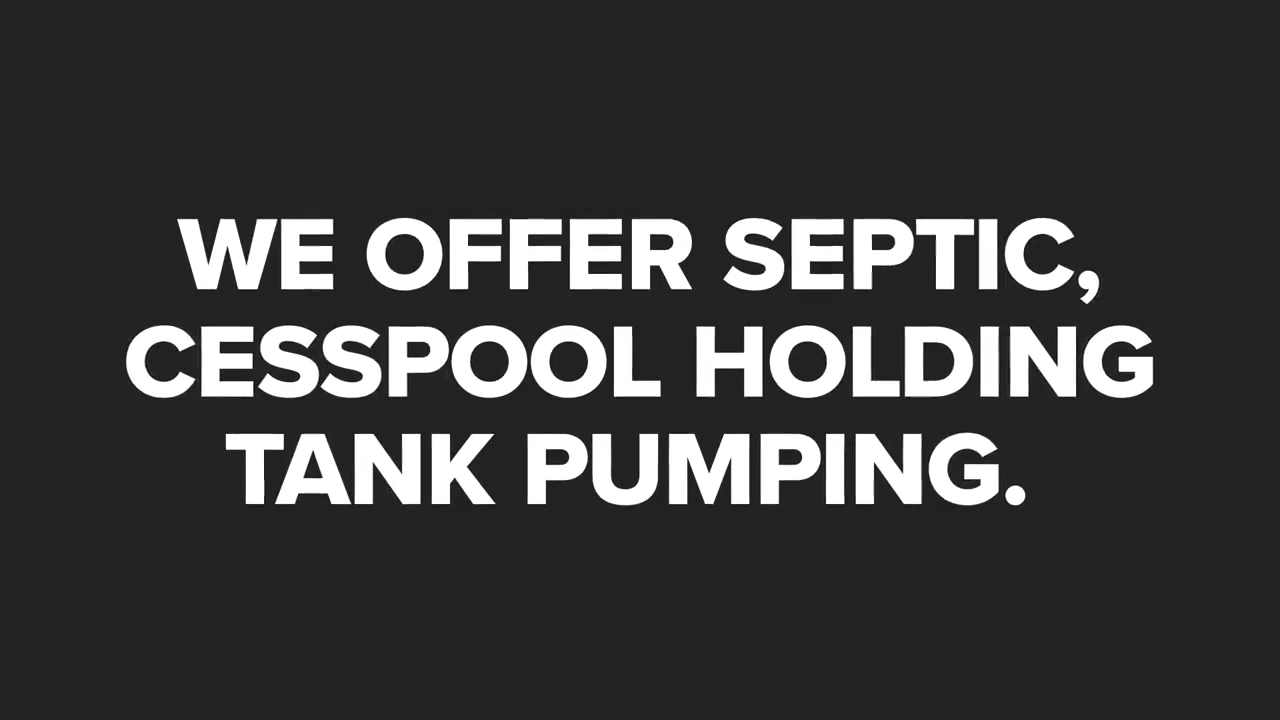 WE OFFER SEPTIC,
CESSPOOL HOLDING
TANK PUMPING.